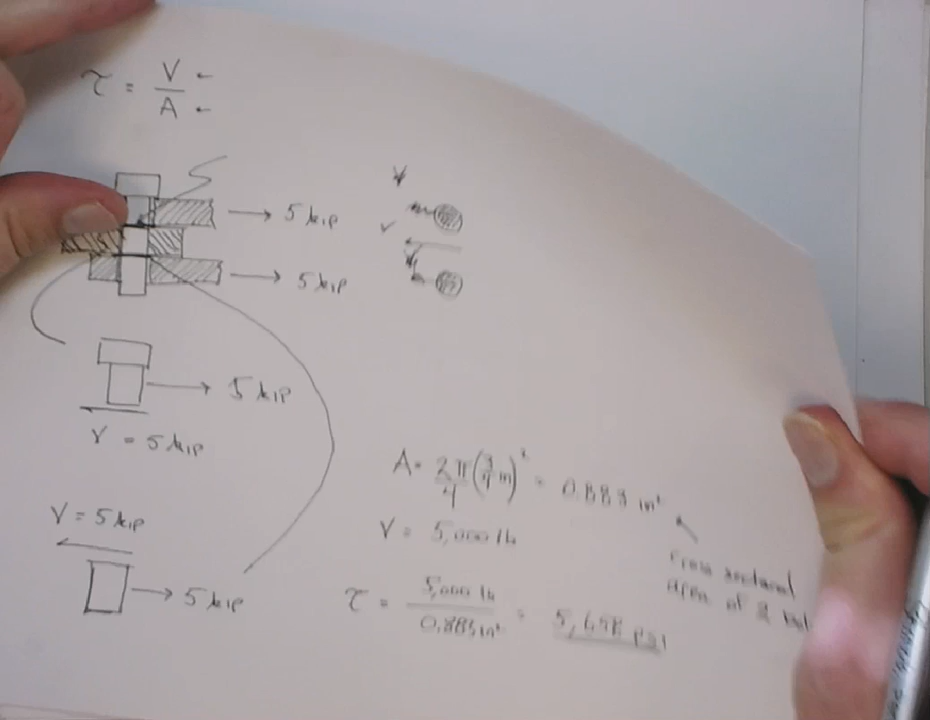 τ = V/A
5 kip
5 kip
5 kip
V = 5 kip
V = 5 kip
5 kip
A = 2π/4 (3/4 in)² = 0.883 in²
V = 5,000 lb
Cross sectional
area of 2 bol
τ = 5,000 lb / 0.883 in² = 5,658 psi